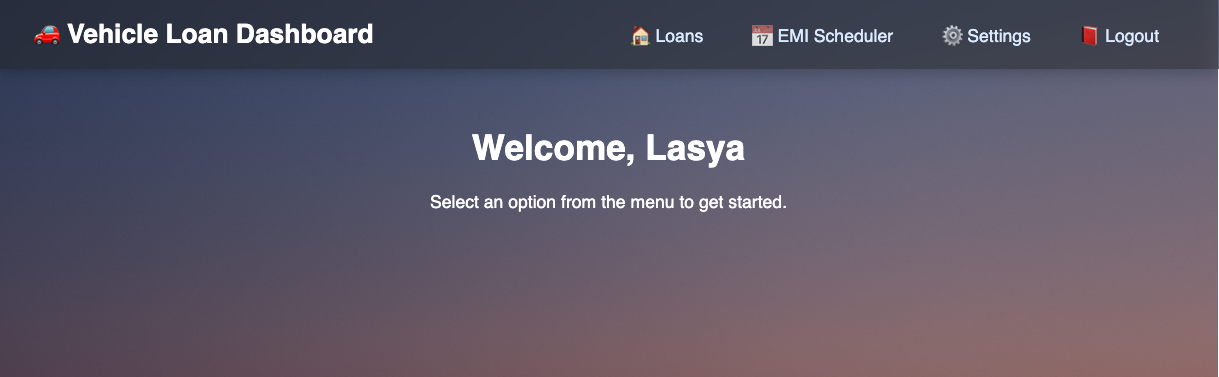 🚗 Vehicle Loan Dashboard
🏠 Loans
📅 EMI Scheduler
⚙️ Settings
📕 Logout
Welcome, Lasya
Select an option from the menu to get started.